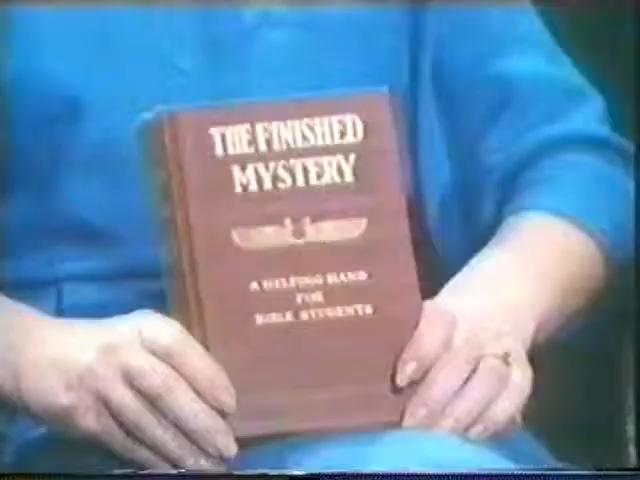 THE FINISHED
MYSTERY
A HELPING HAND
FOR
BIBLE STUDENTS